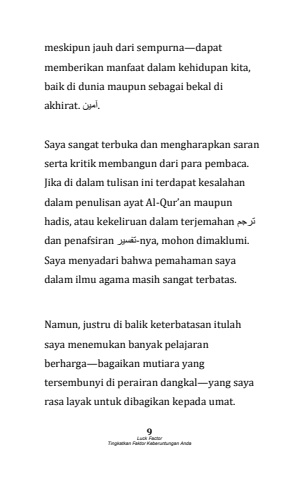 meskipun jauh dari sempurna—dapat
memberikan manfaat dalam kehidupan kita,
baik di dunia maupun sebagai bekal di
akhirat. آمين.
Saya sangat terbuka dan mengharapkan saran
serta kritik membangun dari para pembaca.
Jika di dalam tulisan ini terdapat kesalahan
dalam penulisan ayat Al-Qur’an maupun
hadis, atau kekeliruan dalam terjemahan ترجم
dan penafsiran تفسير-nya, mohon dimaklumi.
Saya menyadari bahwa pemahaman saya
dalam ilmu agama masih sangat terbatas.
Namun, justru di balik keterbatasan itulah
saya menemukan banyak pelajaran
berharga—bagaikan mutiara yang
tersembunyi di perairan dangkal—yang saya
rasa layak untuk dibagikan kepada umat.
9
Luck Factor
Tingkatkan Faktor Keberuntungan Anda